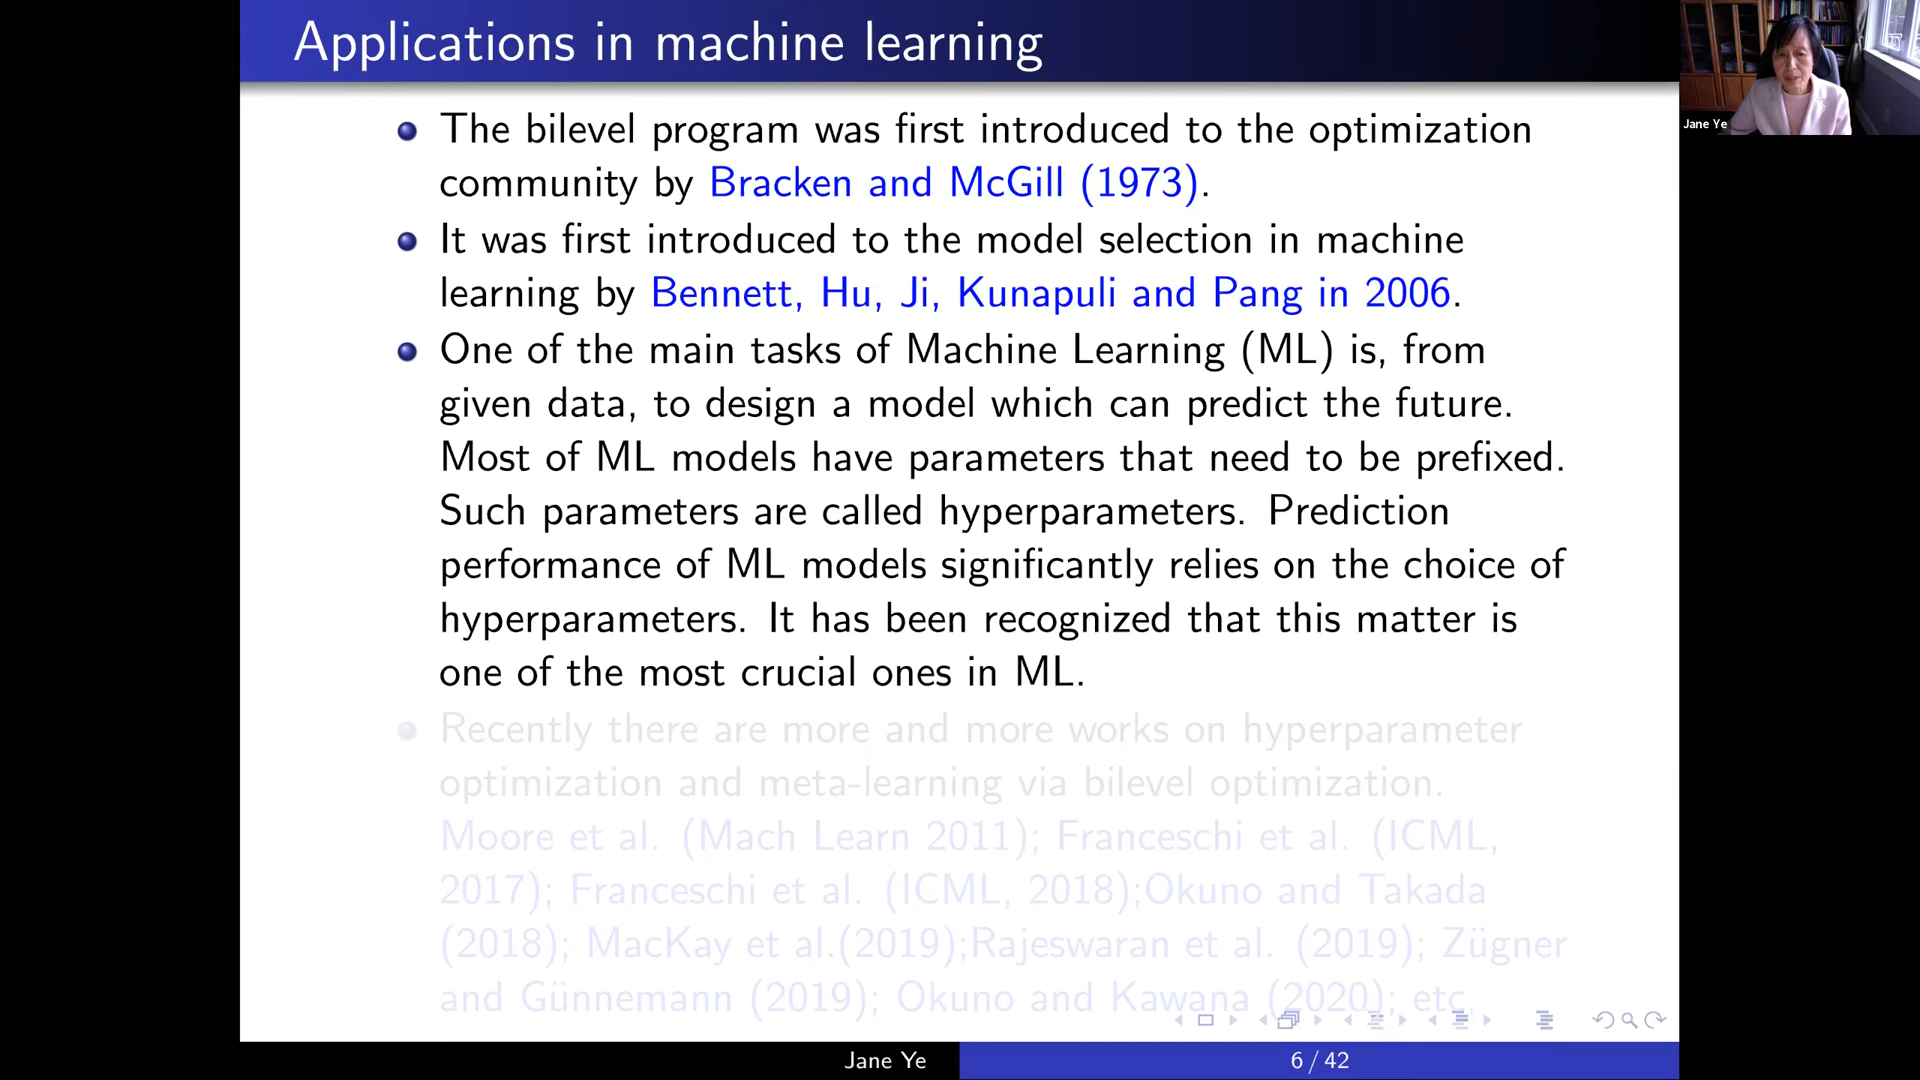 Applications in machine learning
The bilevel program was first introduced to the optimization
community by Bracken and McGill (1973).
It was first introduced to the model selection in machine
learning by Bennett, Hu, Ji, Kunapuli and Pang in 2006.
One of the main tasks of Machine Learning (ML) is, from
given data, to design a model which can predict the future.
Most of ML models have parameters that need to be prefixed.
Such parameters are called hyperparameters. Prediction
performance of ML models significantly relies on the choice of
hyperparameters. It has been recognized that this matter is
one of the most crucial ones in ML.
Recently there are more and more works on hyperparameter
optimization and meta-learning via bilevel optimization.
Moore et al. (Mach Learn 2011); Franceschi et al. (ICML,
2017); Franceschi et al. (ICML, 2018);Okuno and Takada
(2018); MacKay et al.(2019);Rajeswaran et al. (2019); Zügner
and Günnemann (2019); Okuno and Kawana (2020); etc.
Jane Ye
6 / 42
Jane Ye